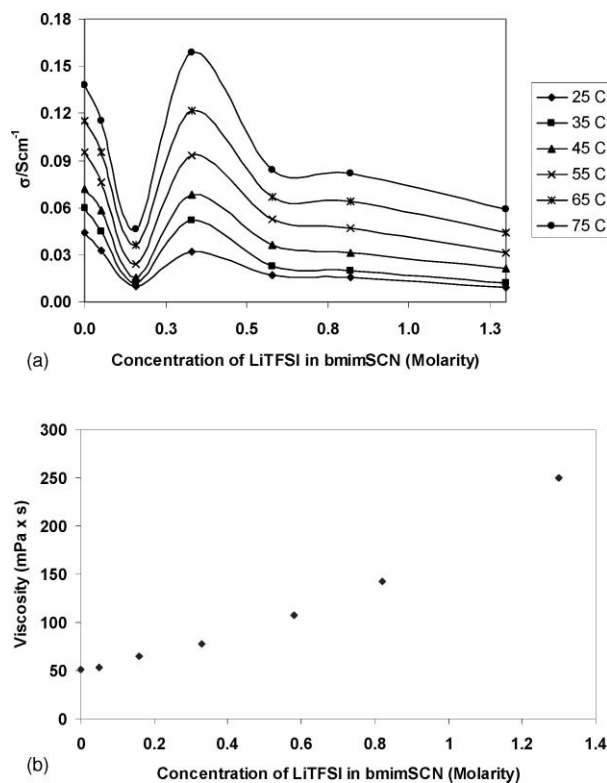 0.18
0.15
0.12
0.09
0.06
0.03
0.00
σ/Scm⁻¹
0.0 0.3 0.5 0.8 1.0 1.3
Concentration of LiTFSI in bmimSCN (Molarity)
25 C
35 C
45 C
55 C
65 C
75 C
(a)
300
250
200
150
100
50
0
Viscosity (mPa x s)
0 0.2 0.4 0.6 0.8 1 1.2 1.4
Concentration of LiTFSI in bmimSCN (Molarity)
(b)